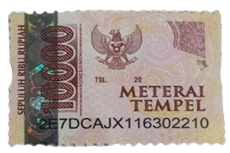 SEPULUH RIBU RUPIAH
10000
TGL. 20
METERAI
TEMPEL
2E7DCAJX116302210